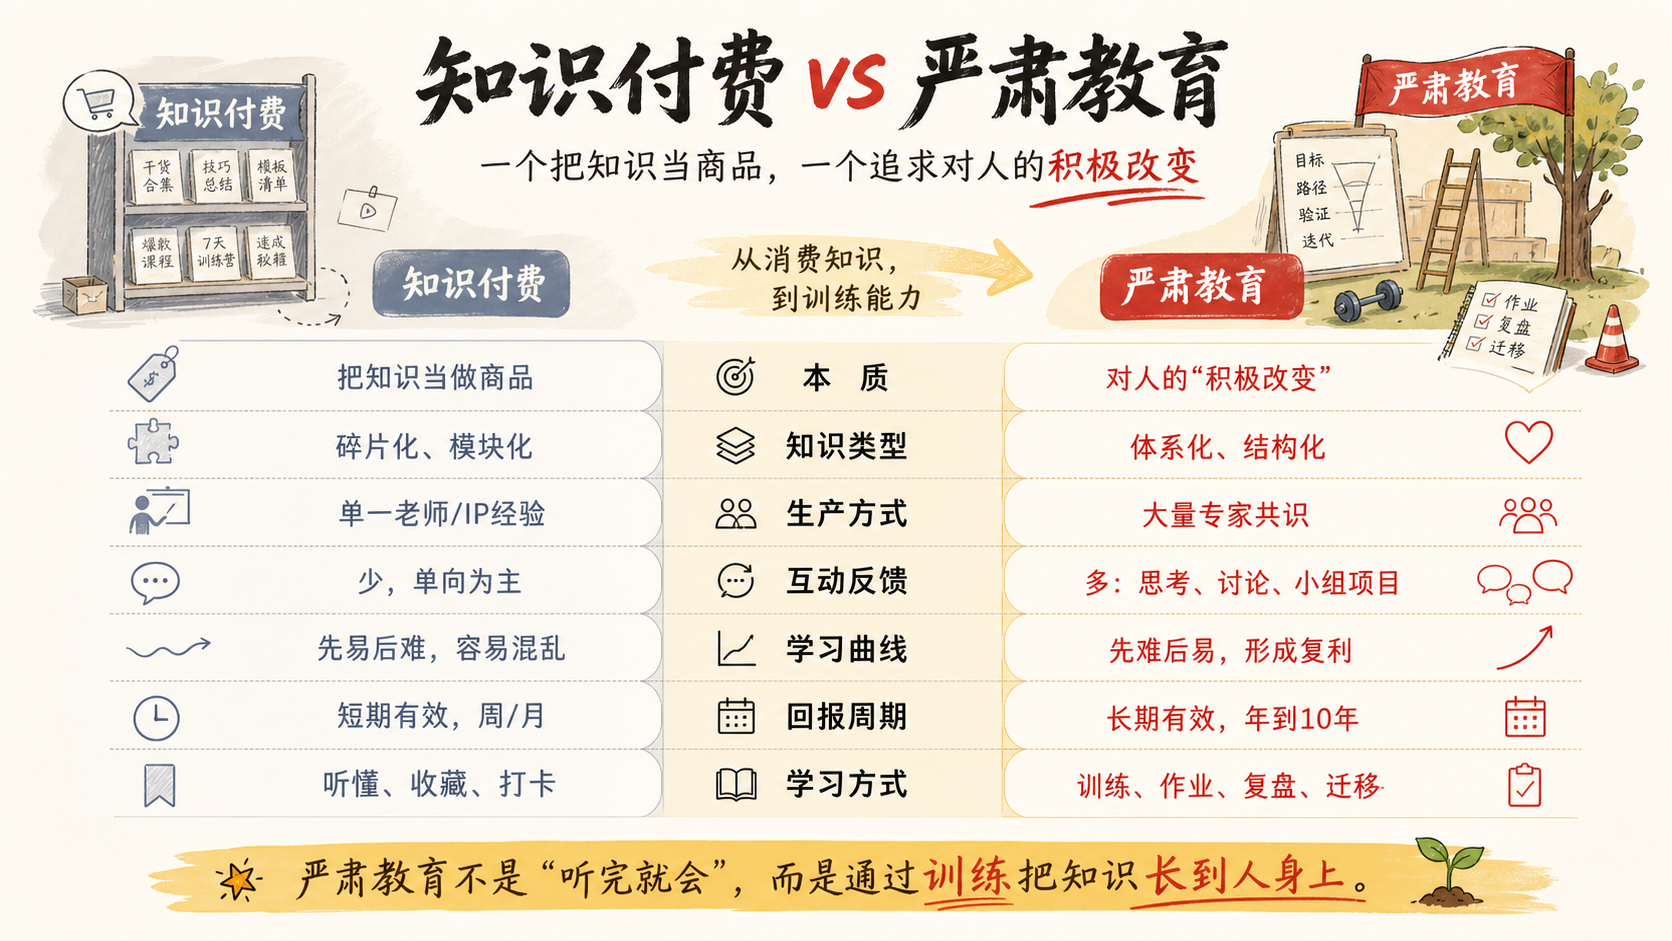 知识付费 VS 严肃教育
一个把知识当商品，一个追求对人的积极改变
知识付费
干货
合集
技巧
总结
模板
清单
爆款
课程
7天
训练营
速成
秘籍
严肃教育
目标
路径
验证
迭代
作业
复盘
迁移
知识付费
从消费知识，
到训练能力
严肃教育
把知识当做商品
本 质
对人的“积极改变”
碎片化、模块化
知识类型
体系化、结构化
单一老师/IP经验
生产方式
大量专家共识
少，单向为主
互动反馈
多：思考、讨论、小组项目
先易后难，容易混乱
学习曲线
先难后易，形成复利
短期有效，周/月
回报周期
长期有效，年到10年
听懂、收藏、打卡
学习方式
训练、作业、复盘、迁移
严肃教育不是“听完就会”，而是通过训练把知识长到人身上。